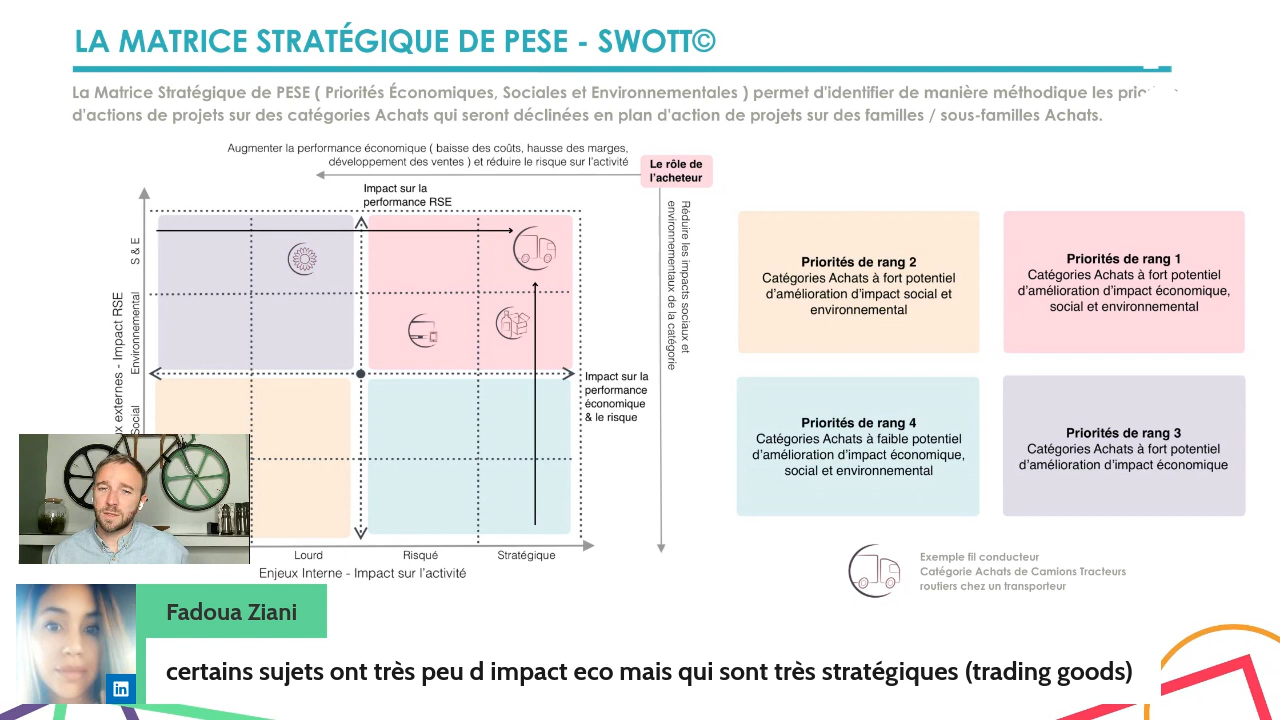 LA MATRICE STRATÉGIQUE DE PESE - SWOTT©
La Matrice Stratégique de PESE ( Priorités Économiques, Sociales et Environnementales ) permet d'identifier de manière méthodique les
d'actions de projets sur des catégories Achats qui seront déclinées en plan d'action de projets sur des familles / sous-familles Achats.
Augmenter la performance économique ( baisse des coûts, hausse des marges,
développement des ventes ) et réduire le risque sur l'activité
Le rôle de
l'acheteur
Impact sur la
performance RSE
Réduire les impacts sociaux et
environnementaux de la catégorie
S & E
Environnemental
Social
externes - Impact RSE
Impact sur la
performance
économique
& le risque
Lourd
Risqué
Stratégique
Enjeux Interne - Impact sur l'activité
Priorités de rang 2
Catégories Achats à fort potentiel
d'amélioration d'impact social et
environnemental
Priorités de rang 1
Catégories Achats à fort potentiel
d'amélioration d'impact économique,
social et environnemental
Priorités de rang 4
Catégories Achats à faible potentiel
d'amélioration d'impact économique,
social et environnemental
Priorités de rang 3
Catégories Achats à fort potentiel
d'amélioration d'impact économique
Exemple fil conducteur
Catégorie Achats de Camions Tracteurs
routiers chez un transporteur
Fadoua Ziani
in
certains sujets ont très peu d impact eco mais qui sont très stratégiques (trading goods)